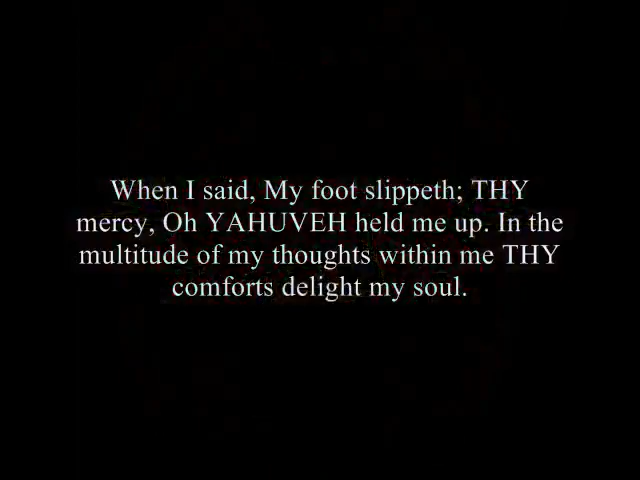 When I said, My foot slippeth; THY
mercy, Oh YAHUVEH held me up. In the
multitude of my thoughts within me THY
comforts delight my soul.